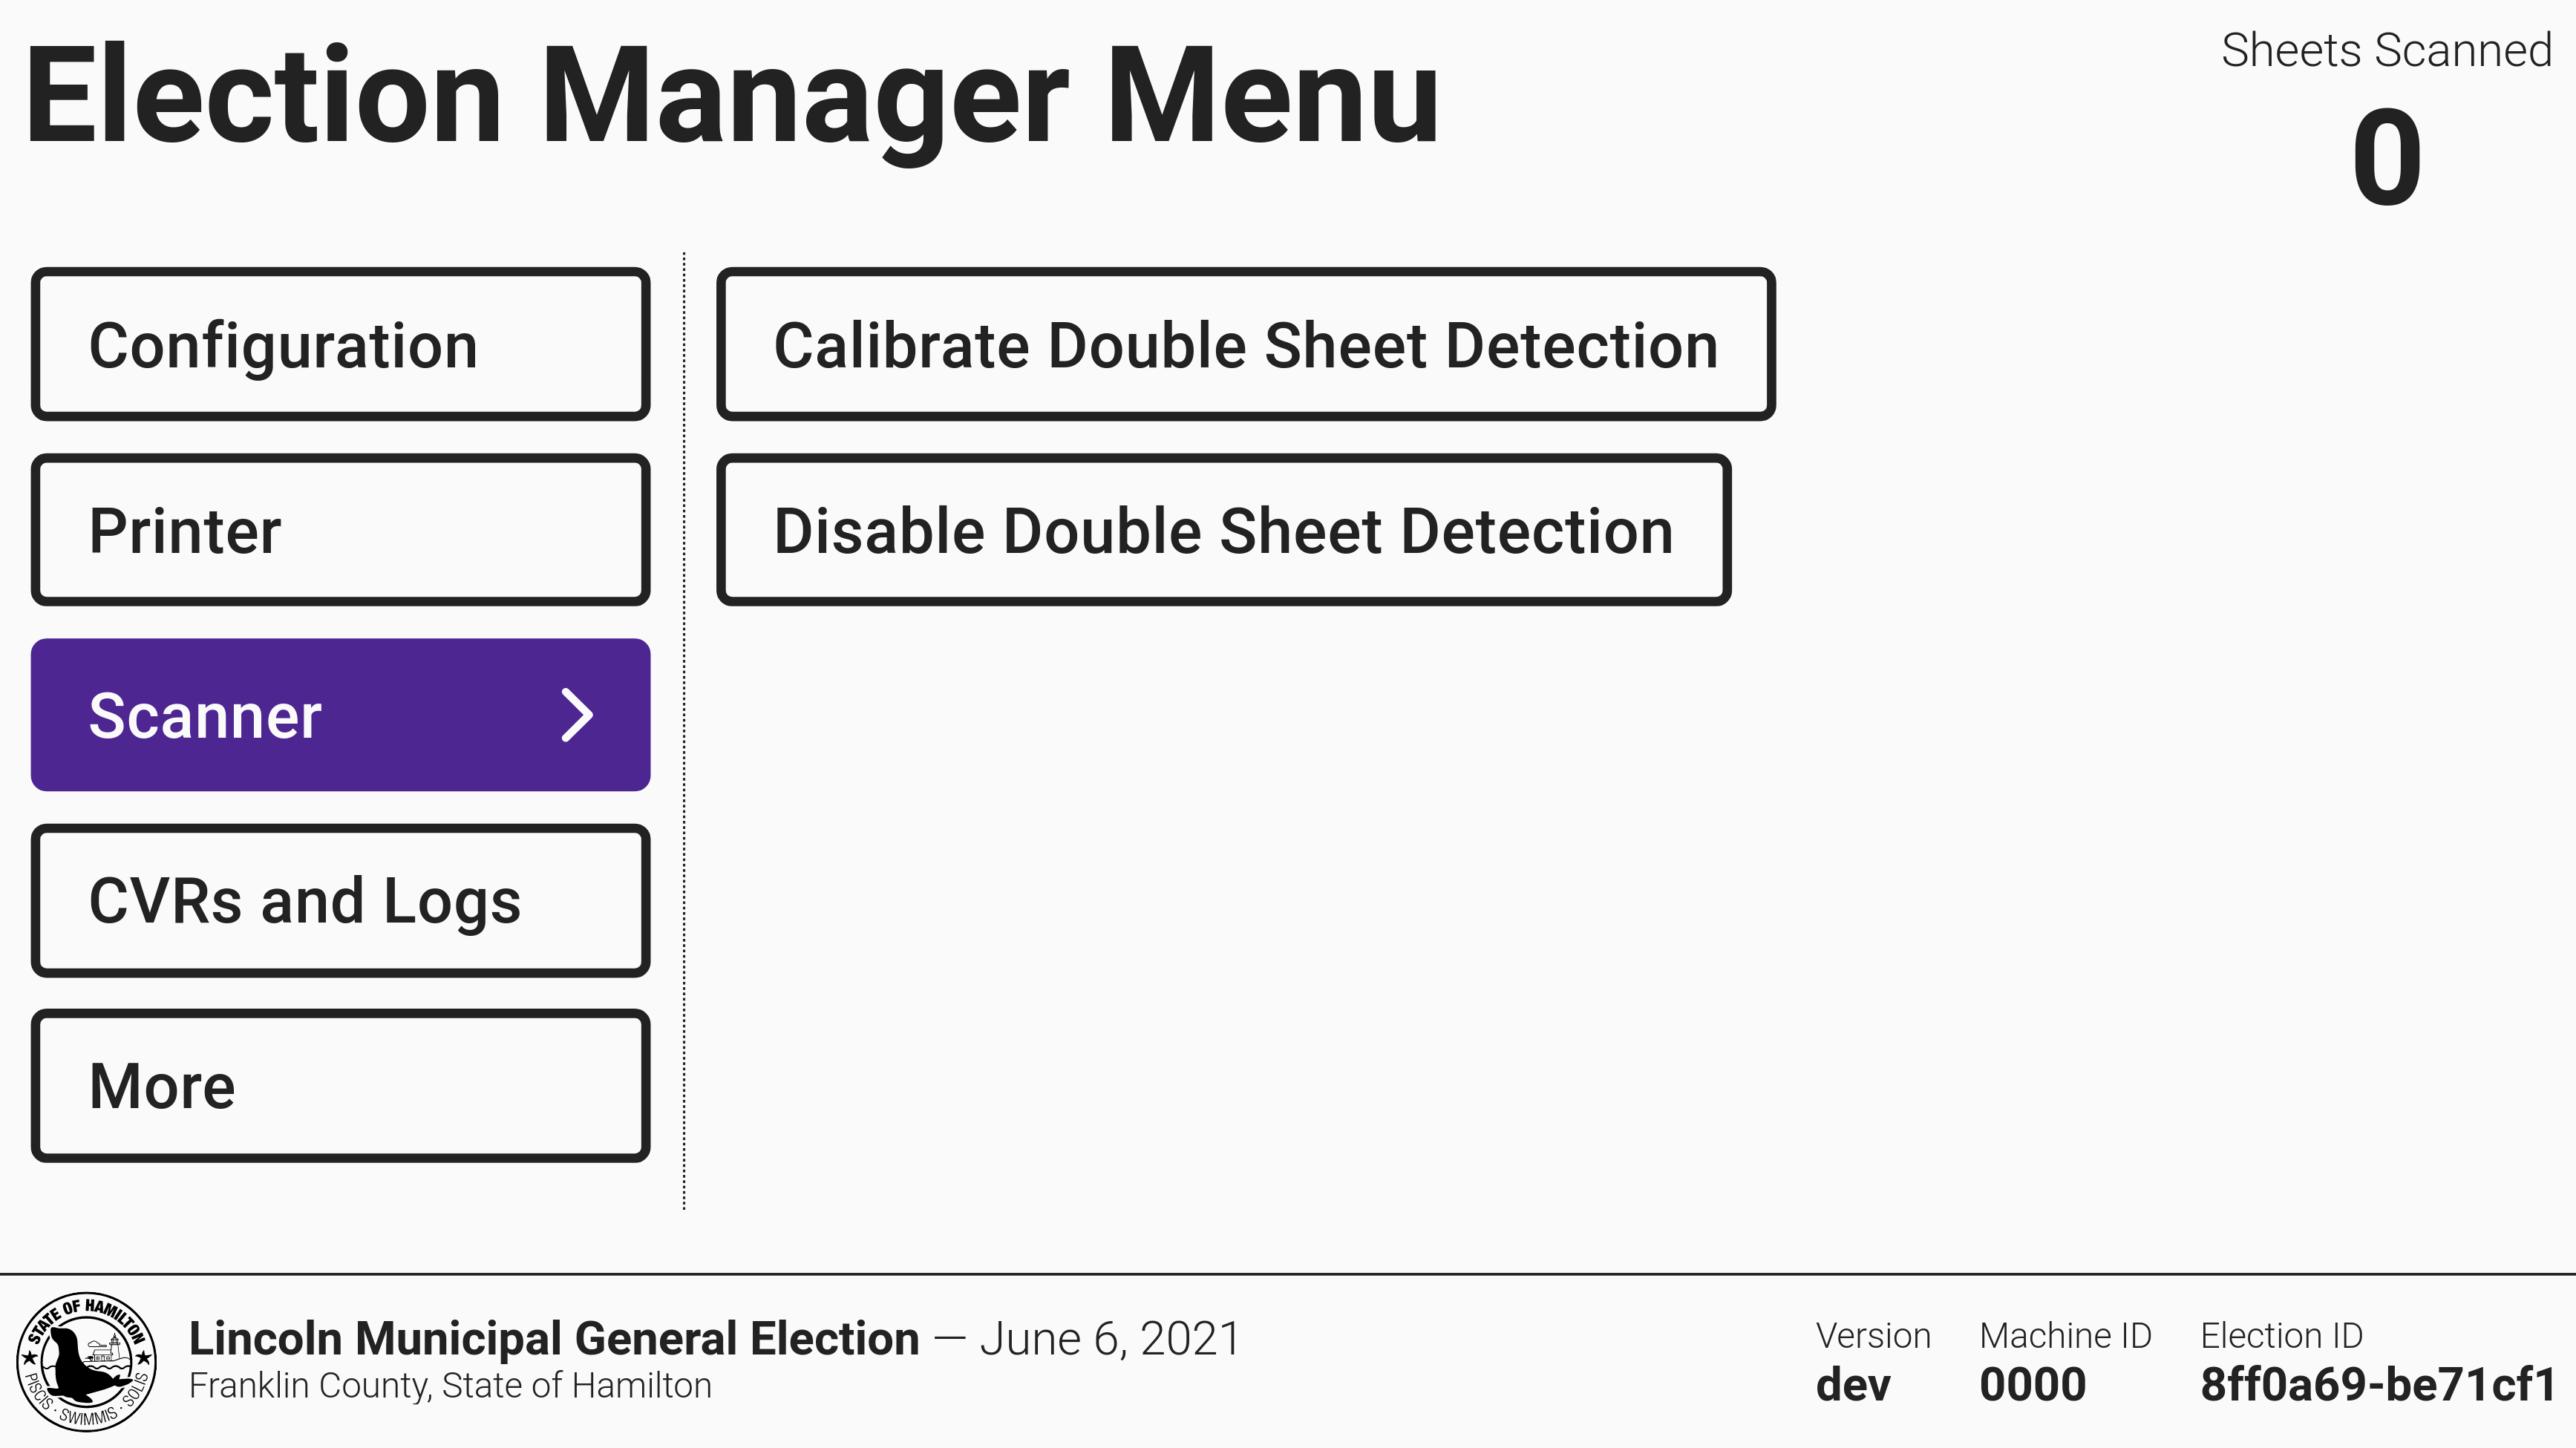 Election Manager Menu
Sheets Scanned
0
Configuration
Printer
Scanner
CVRs and Logs
More
Calibrate Double Sheet Detection
Disable Double Sheet Detection
STATE OF HAMILTON
PISCIS · SWIMMIS · SOLIS
Lincoln Municipal General Election — June 6, 2021
Franklin County, State of Hamilton
Version
dev
Machine ID
0000
Election ID
8ff0a69-be71cf1